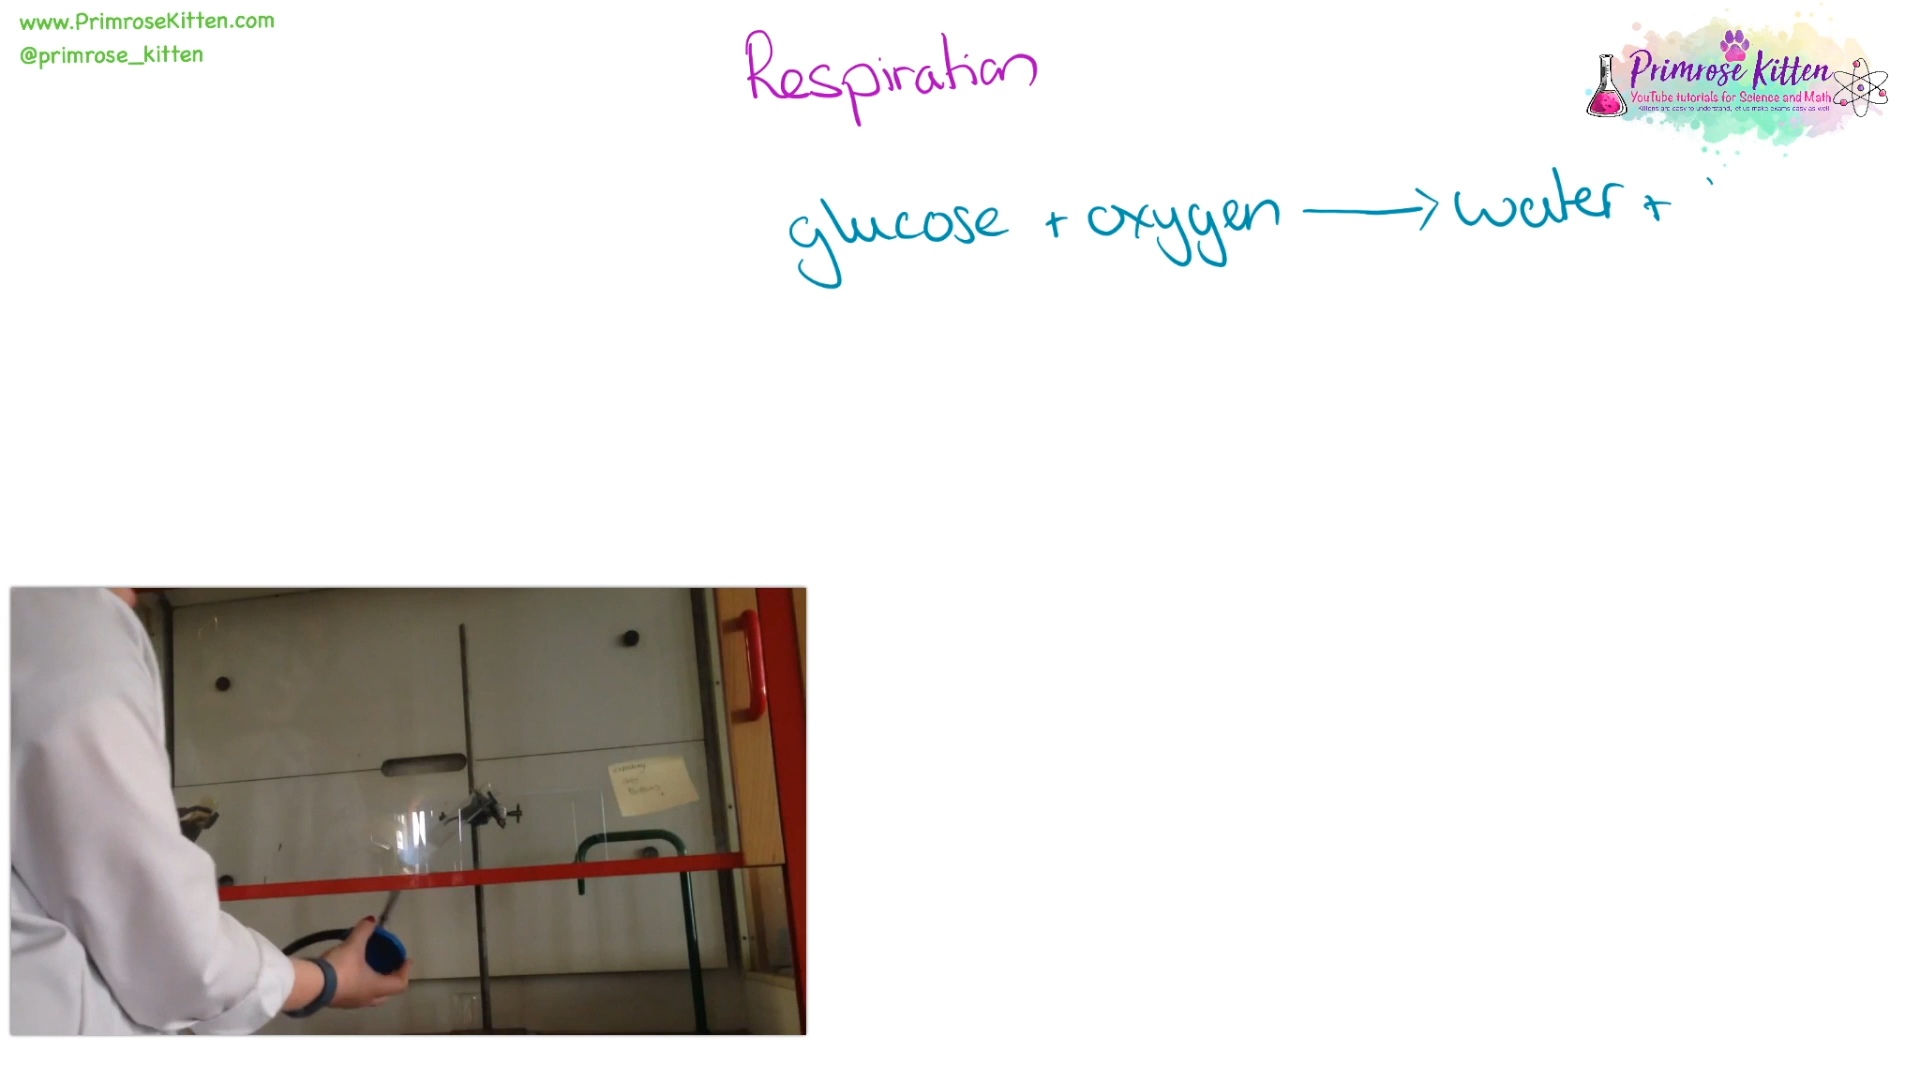 www.PrimroseKitten.com
@primrose_kitten
Respiration
Primrose Kitten
YouTube tutorials for Science and Math
glucose + oxygen → water +